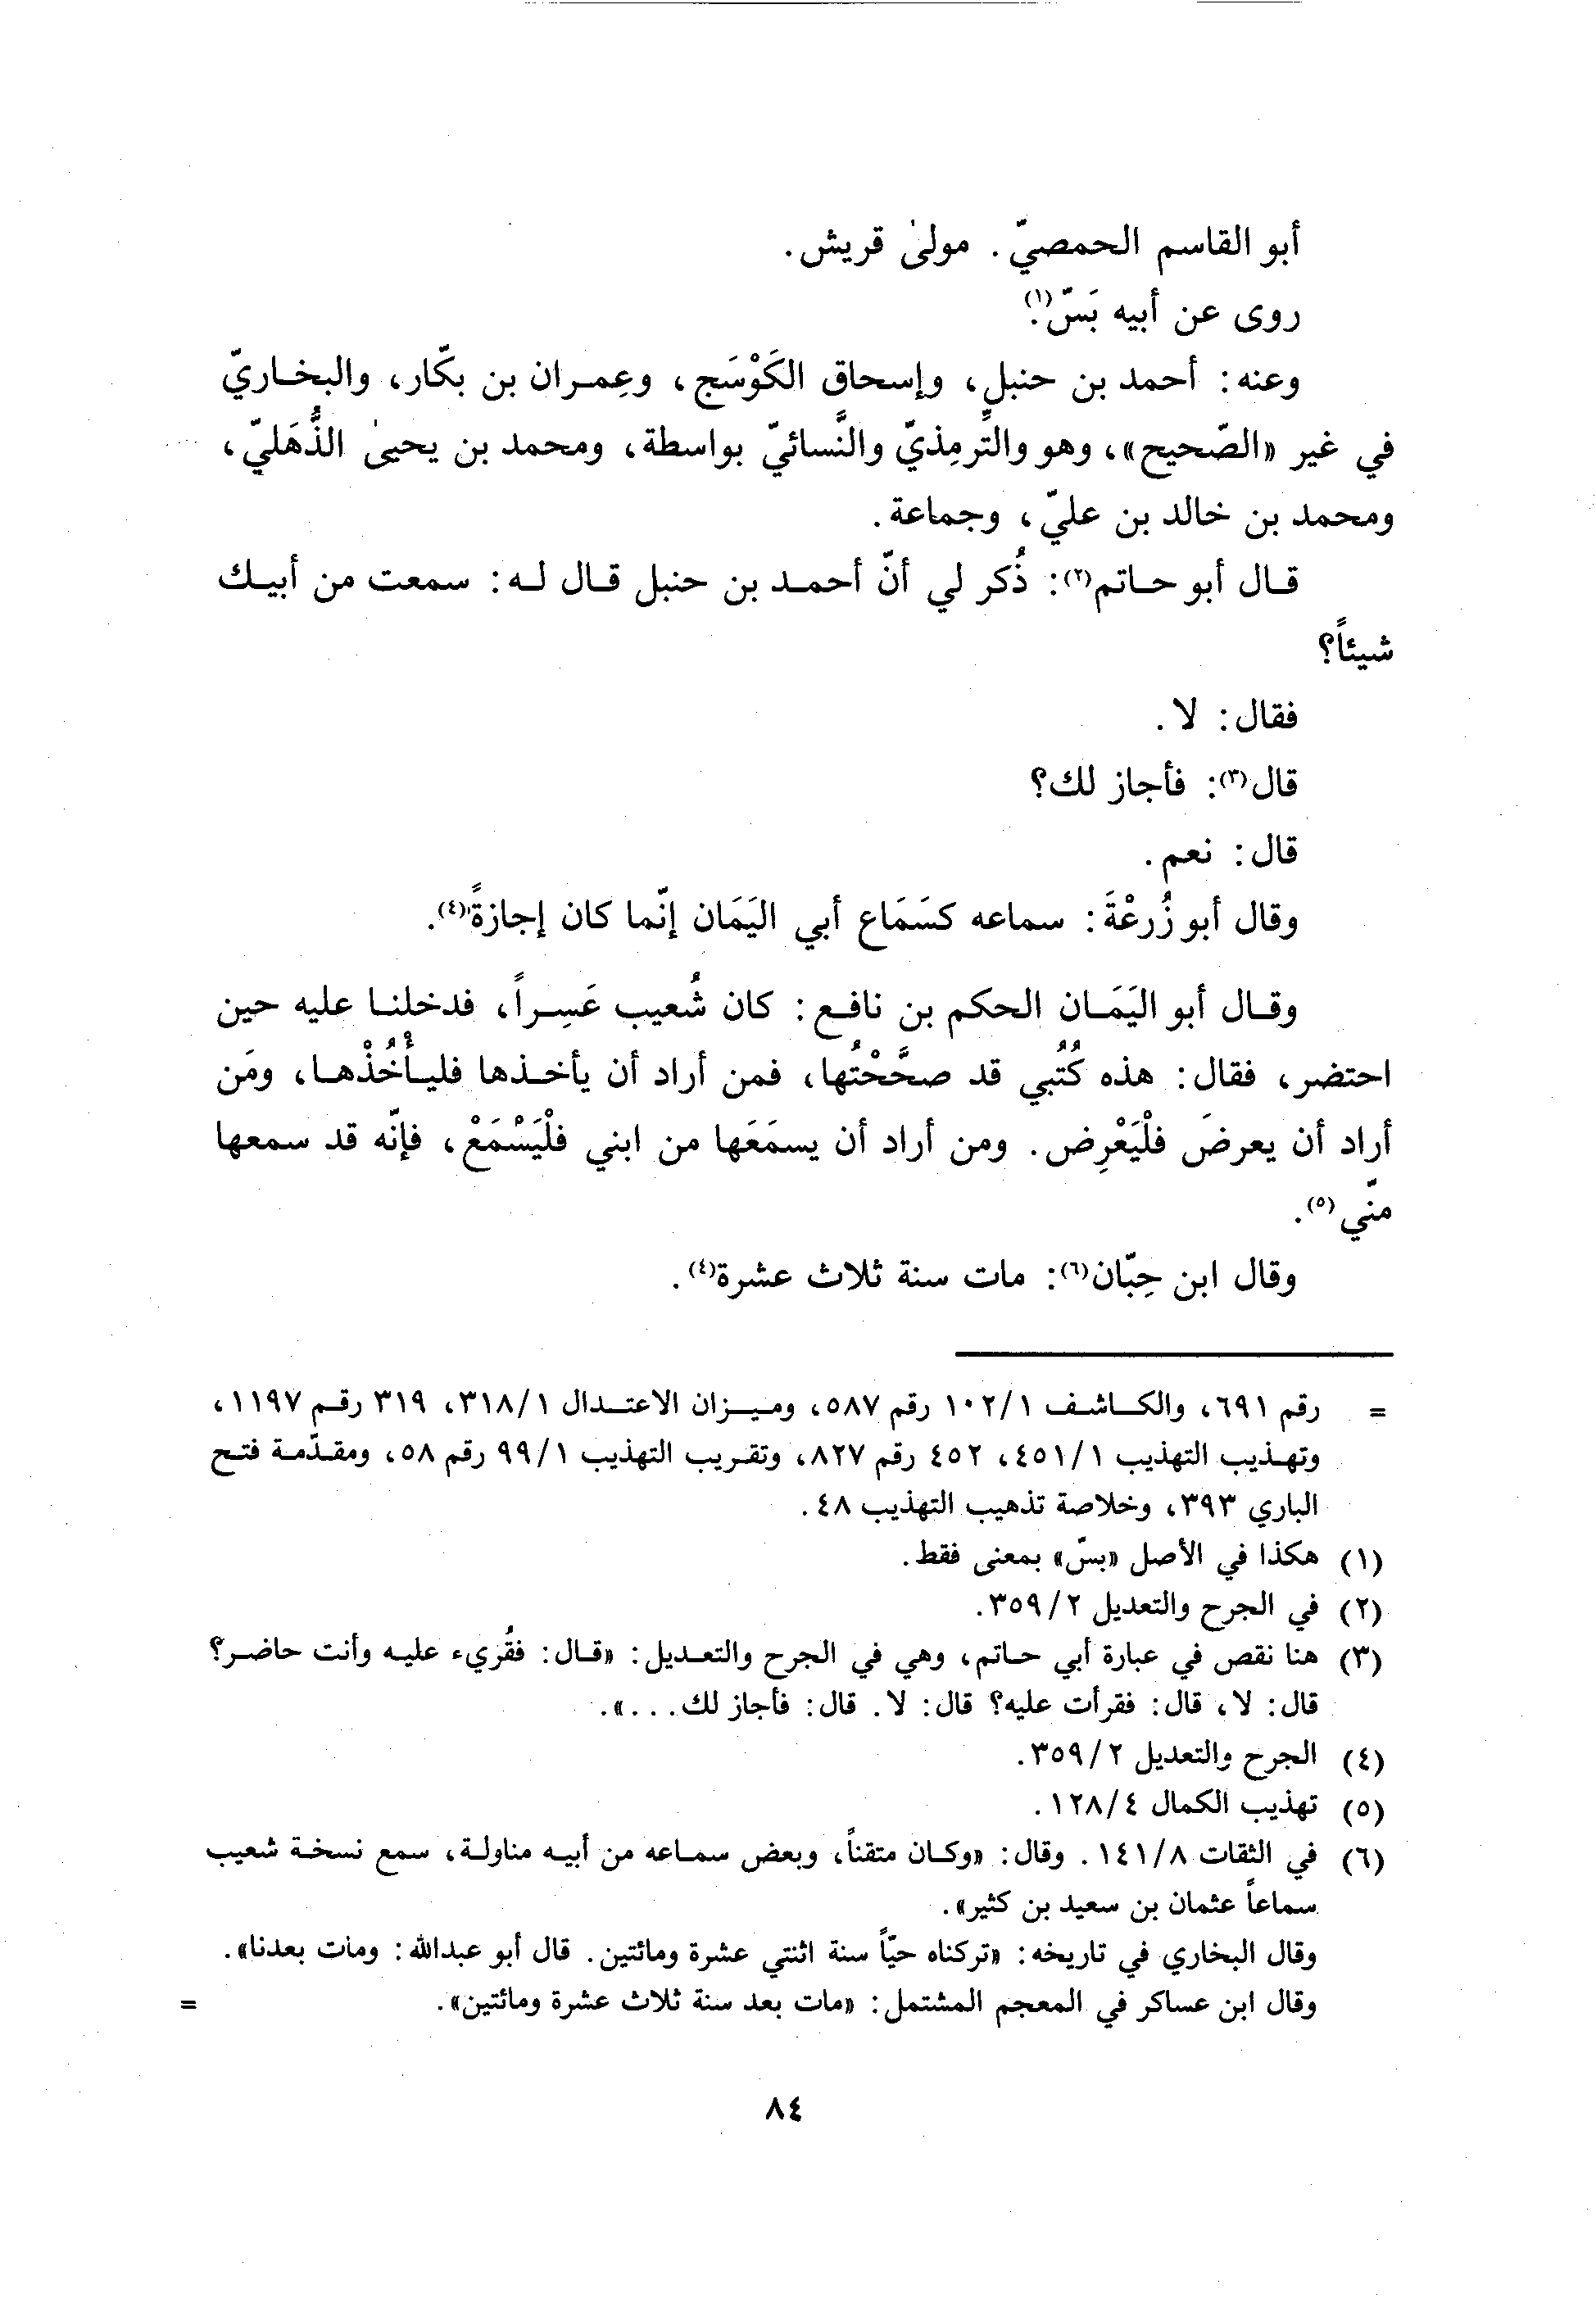 أبو القاسم الحمصيّ. مولىٰ قريش.
روى عن أبيه بَسّ(١).
وعنه: أحمد بن حنبل، وإسحاق الكَوْسَج، وعِمران بن بكّار، والبخاريّ
في غير «الصّحيح»، وهو والتِّرمِذيّ والنَّسائيّ بواسطة، ومحمد بن يحيىٰ الذُّهَليّ،
ومحمد بن خالد بن عليّ، وجماعة.
قال أبو حاتم(٢): ذُكر لي أنّ أحمد بن حنبل قال له: سمعت من أبيك
شيئاً؟
فقال: لا.
قال(٣): فأجاز لك؟
قال: نعم.
وقال أبو زُرعْةَ: سماعه كسَمَاع أبي اليَمَان إنّما كان إجازةً(٤).
وقال أبو اليَمَان الحكم بن نافع: كان شُعيب عَسِراً، فدخلنا عليه حين
احتضر، فقال: هذه كُتُبي قد صحَّحْتُها، فمن أراد أن يأخذها فليأْخُذْها، ومَن
أراد أن يعرضَ فلْيَعْرِض. ومن أراد أن يسمَعَها من ابني فلْيَسْمَعْ، فإنّه قد سمعها
منّي(٥).
وقال ابن حِبّان(٦): مات سنة ثلاث عشرة(٤).
= رقم ٦٩١، والكاشف ١٠٢/١ رقم ٥٨٧، وميزان الاعتدال ٣١٨/١، ٣١٩ رقم ١١٩٧،
وتهذيب التهذيب ٤٥١/١، ٤٥٢ رقم ٨٢٧، وتقريب التهذيب ٩٩/١ رقم ٥٨، ومقدّمة فتح
الباري ٣٩٣، وخلاصة تذهيب التهذيب ٤٨.
(١) هكذا في الأصل «بسّ» بمعنى فقط.
(٢) في الجرح والتعديل ٣٥٩/٢.
(٣) هنا نقص في عبارة أبي حاتم، وهي في الجرح والتعديل: «قال: فقُريء عليه وأنت حاضر؟
قال: لا، قال: فقرأت عليه؟ قال: لا. قال: فأجاز لك...».
(٤) الجرح والتعديل ٣٥٩/٢.
(٥) تهذيب الكمال ١٢٨/٤.
(٦) في الثقات ١٤١/٨. وقال: «وكان متقناً، وبعض سماعه من أبيه مناولة، سمع نسخة شعيب
سماعاً عثمان بن سعيد بن كثير».
وقال البخاري في تاريخه: «تركناه حيّاً سنة اثنتي عشرة ومائتين. قال أبو عبدالله: ومات بعدنا».
وقال ابن عساكر في المعجم المشتمل: «مات بعد سنة ثلاث عشرة ومائتين». =
٨٤